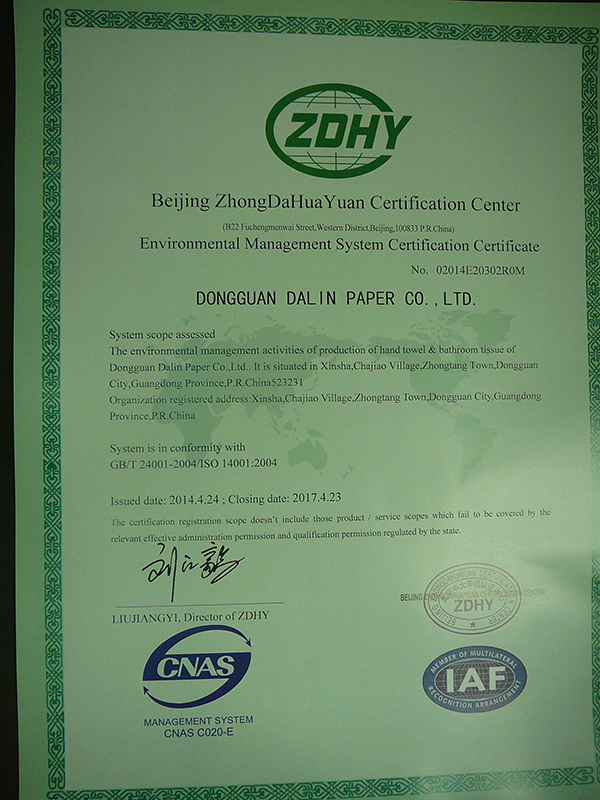 ZDHY
Beijing ZhongDaHuaYuan Certification Center
(B22 Fuchengmenwai Street,Western District,Beijing,100833 P.R.China)
Environmental Management System Certification Certificate
No. 02014E20302R0M
DONGGUAN DALIN PAPER CO.,LTD.
System scope assessed
The environmental management activities of production of hand towel & bathroom tissue of
Dongguan Dalin Paper Co.,Ltd.. It is situated in Xinsha,Chajiao Village,Zhongtang Town,Dongguan
City,Guangdong Province,P.R.China523231
Organization registered address:Xinsha,Chajiao Village,Zhongtang Town,Dongguan City,Guangdong
Province,P.R.China
System is in conformity with
GB/T 24001-2004/ISO 14001:2004
Issued date: 2014.4.24 ; Closing date: 2017.4.23
The certification registration scope doesn't include those product / service scopes which fail to be covered by the
relevant effective administration permission and qualification permission regulated by the state.
LIUJIANGYI, Director of ZDHY
BEIJING ZHONGDAHUAYUAN CERTIFICATION CENTER
ZDHY
CNAS
MANAGEMENT SYSTEM
CNAS C020-E
MEMBER OF MULTILATERAL
IAF
RECOGNITION ARRANGEMENT